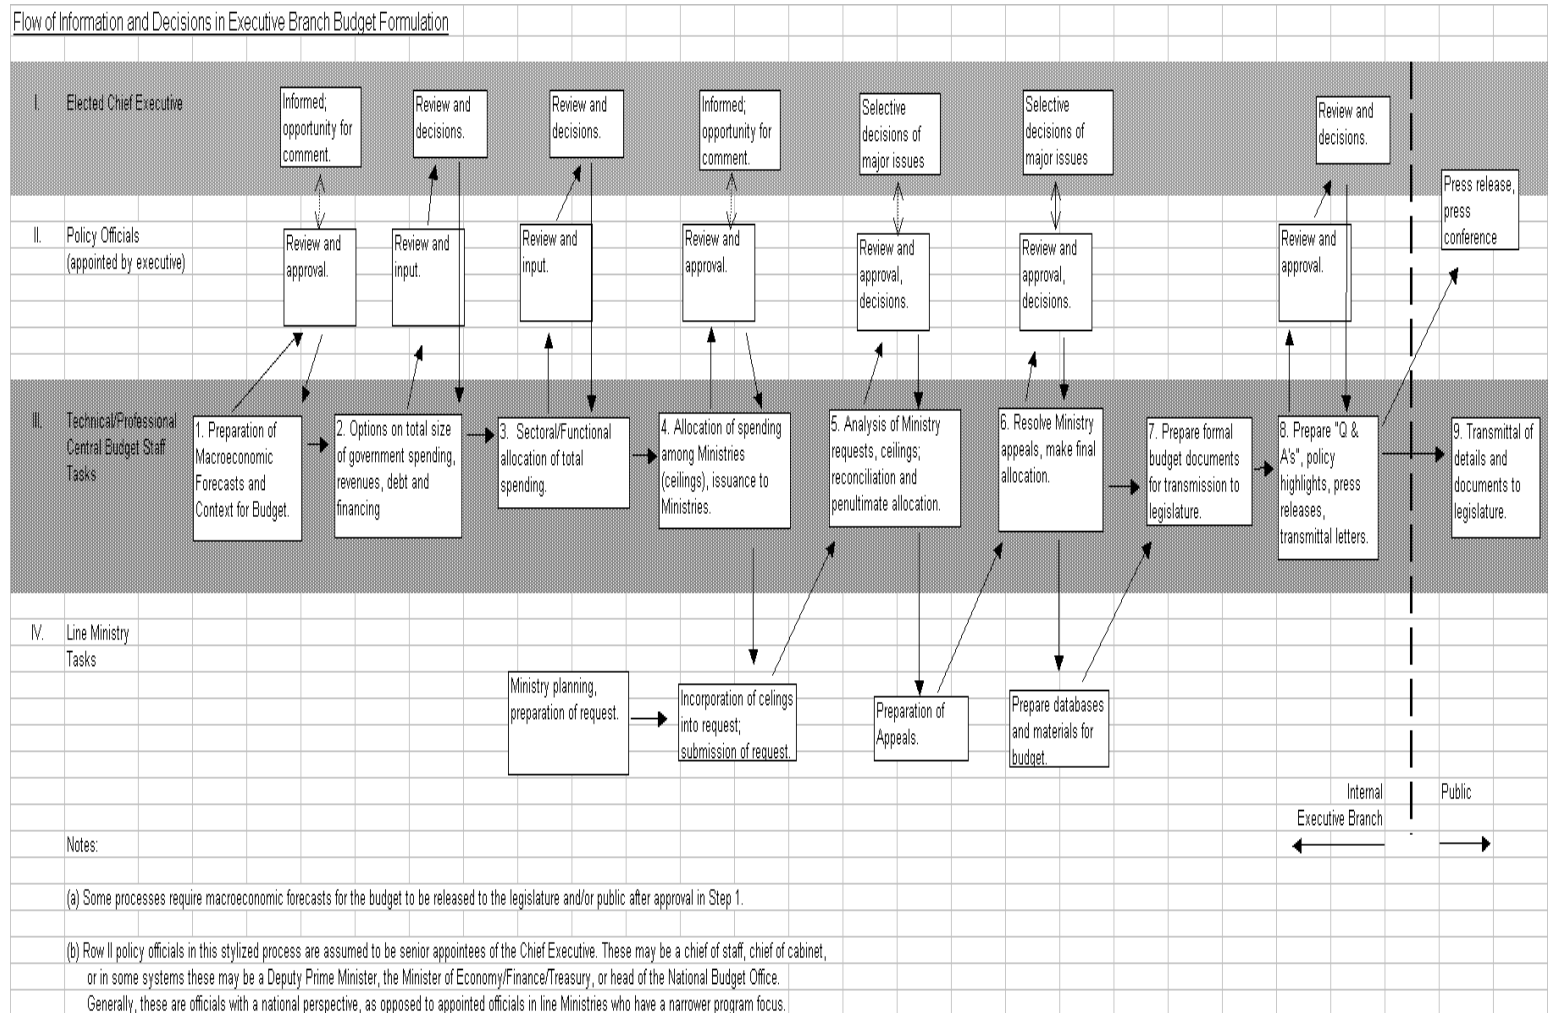 Flow of Information and Decisions in Executive Branch Budget Formulation
I.
Elected Chief Executive
Informed;
opportunity for
comment.
Review and
decisions.
Review and
decisions.
Informed;
opportunity for
comment.
Selective
decisions of
major issues
Selective
decisions of
major issues
Review and
decisions.
Press release,
press
conference
II.
Policy Officials
(appointed by executive)
Review and
approval.
Review and
input.
Review and
input.
Review and
approval.
Review and
approval,
decisions.
Review and
approval,
decisions.
Review and
approval.
III.
Technical/Professional
Central Budget Staff
Tasks
1. Preparation of
Macroeconomic
Forecasts and
Context for Budget.
2. Options on total size
of government spending,
revenues, debt and
financing
3. Sectoral/Functional
allocation of total
spending.
4. Allocation of spending
among Ministries
(ceilings), issuance to
Ministries.
5. Analysis of Ministry
requests, ceilings;
reconciliation and
penultimate allocation.
6. Resolve Ministry
appeals, make final
allocation.
7. Prepare formal
budget documents
for transmission to
legislature.
8. Prepare "Q &
A's", policy
highlights, press
releases,
transmittal letters.
9. Transmittal of
details and
documents to
legislature.
IV.
Line Ministry
Tasks
Ministry planning,
preparation of request.
Incorporation of celings
into request;
submission of request.
Preparation of
Appeals.
Prepare databases
and materials for
budget.
Internal
Executive Branch
Public
Notes:
(a) Some processes require macroeconomic forecasts for the budget to be released to the legislature and/or public after approval in Step 1.
(b) Row II policy officials in this stylized process are assumed to be senior appointees of the Chief Executive. These may be a chief of staff, chief of cabinet,
or in some systems these may be a Deputy Prime Minister, the Minister of Economy/Finance/Treasury, or head of the National Budget Office.
Generally, these are officials with a national perspective, as opposed to appointed officials in line Ministries who have a narrower program focus.